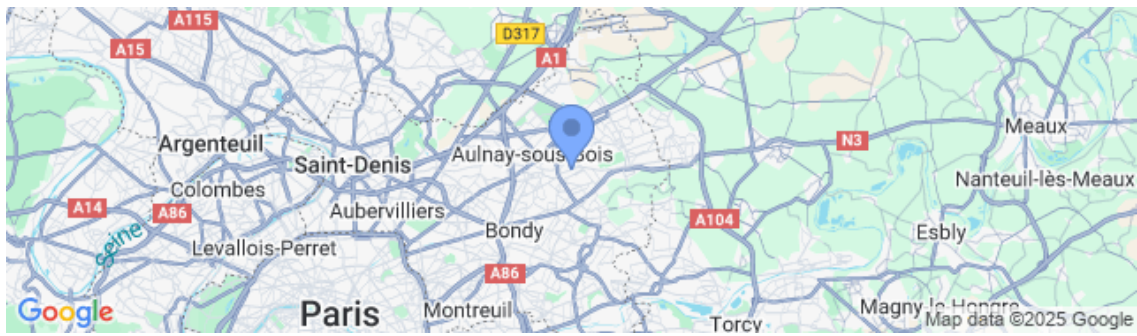 A115
A15
D317
A1
Argenteuil
Saint-Denis
Aulnay-sous-Bois
N3
Meaux
Nanteuil-lès-Meaux
Colombes
A14
A86
Aubervilliers
A104
Seine
Levallois-Perret
Bondy
Esbly
A86
Google
Paris
Montreuil
Torcy
Magny-le-Hongre
Map data ©2025 Google